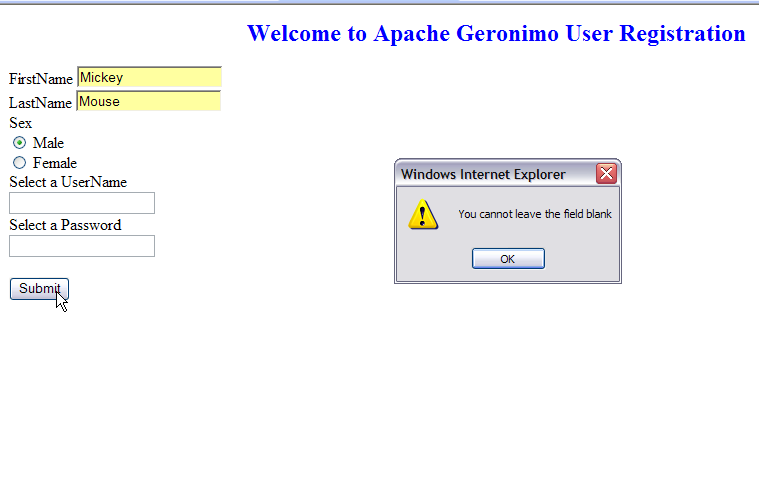 Welcome to Apache Geronimo User Registration
FirstName Mickey
LastName Mouse
Sex
Male
Female
Select a UserName
Select a Password
Submit
Windows Internet Explorer
You cannot leave the field blank
OK